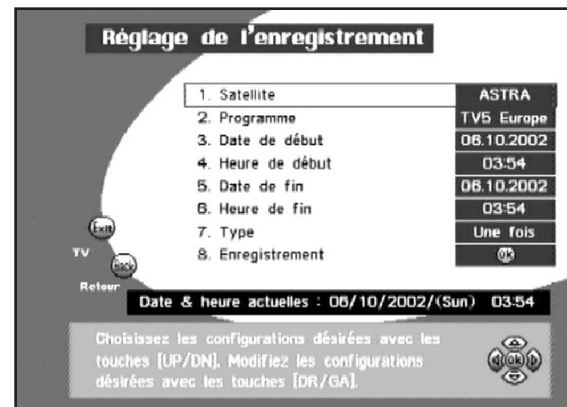 Réglage de l'enregistrement
1. Satellite ASTRA
2. Programme TV5 Europe
3. Date de début 06.10.2002
4. Heure de début 03:54
5. Date de fin 06.10.2002
6. Heure de fin 03:54
7. Type Une fois
8. Enregistrement Ok
Exit
TV
Back
Retour
Date & heure actuelles : 06/10/2002/(Sun) 03:54
Choisissez les configurations désirées avec les
touches [UP/DN]. Modifiez les configurations
désirées avec les touches [DR/GA].
Ok